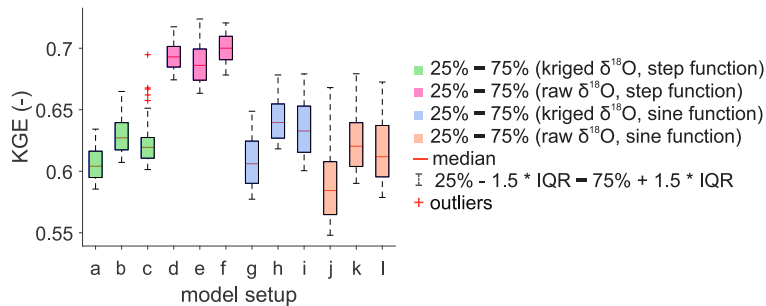 KGE (-)
0.7
0.65
0.6
0.55
a b c d e f g h i j k l
model setup
25% – 75% (kriged δ¹⁸O, step function)
25% – 75% (raw δ¹⁸O, step function)
25% – 75% (kriged δ¹⁸O, sine function)
25% – 75% (raw δ¹⁸O, sine function)
median
25% - 1.5 * IQR – 75% + 1.5 * IQR
outliers